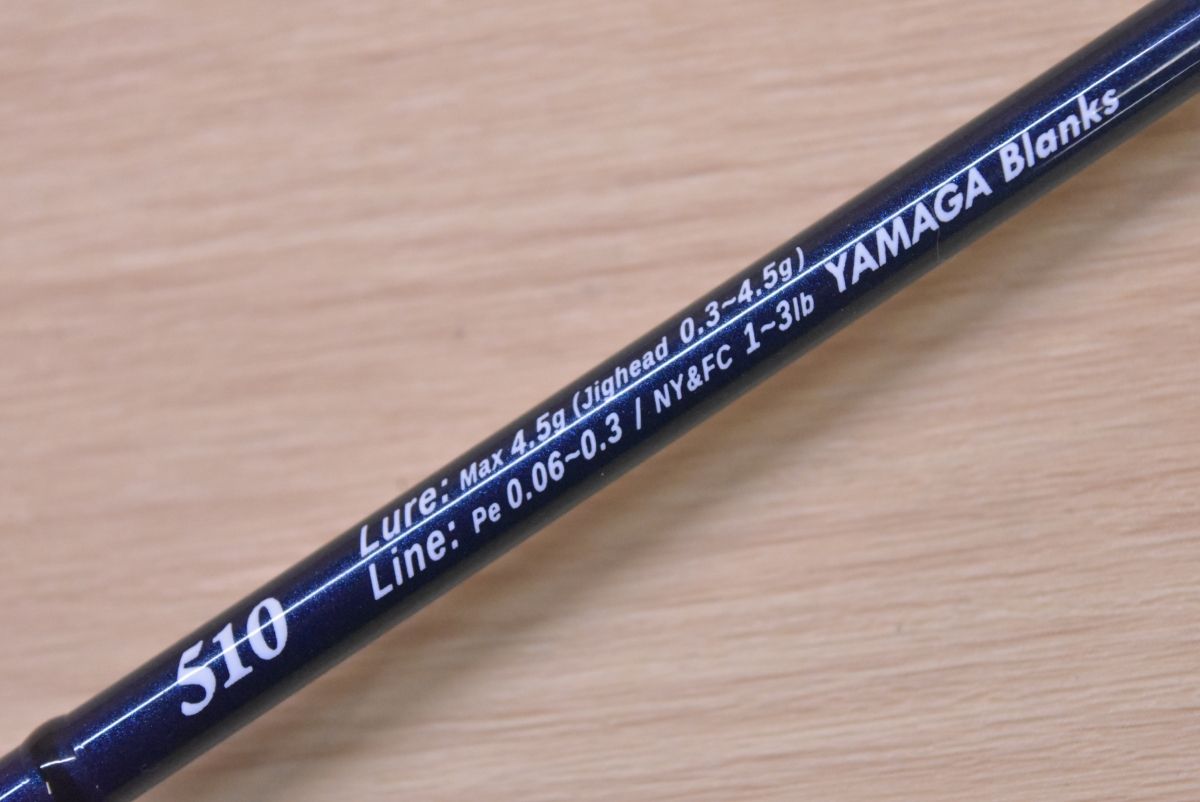 510
Lure: Max 4.5g (Jighead 0.3~4.5g)
Line: Pe 0.06~0.3 / NY&FC 1~3lb
YAMAGA Blanks